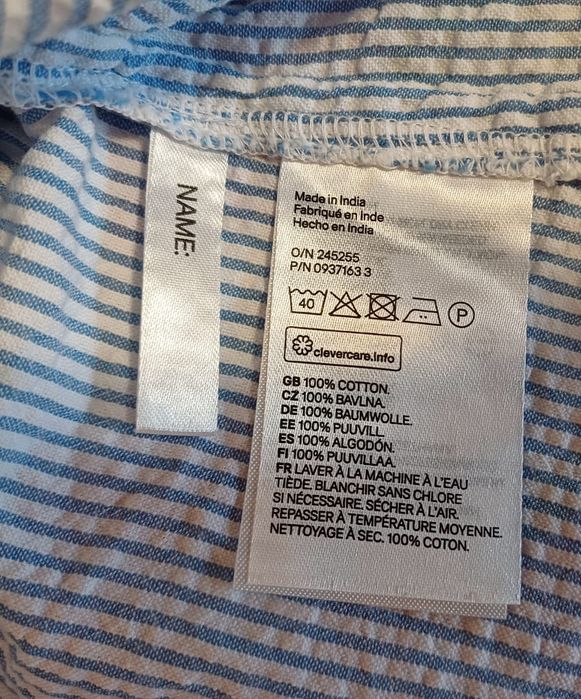 NAME:
Made in India
Fabriqué en Inde
Hecho en India
O/N 245255
P/N 0937163 3
40 P
clevercare.info
GB 100% COTTON.
CZ 100% BAVLNA.
DE 100% BAUMWOLLE.
EE 100% PUUVILL.
ES 100% ALGODÓN.
FI 100% PUUVILLAA.
FR LAVER À LA MACHINE À L'EAU
TIÈDE. BLANCHIR SANS CHLORE
SI NÉCESSAIRE. SÉCHER À L'AIR.
REPASSER À TEMPÉRATURE MOYENNE.
NETTOYAGE À SEC. 100% COTON.